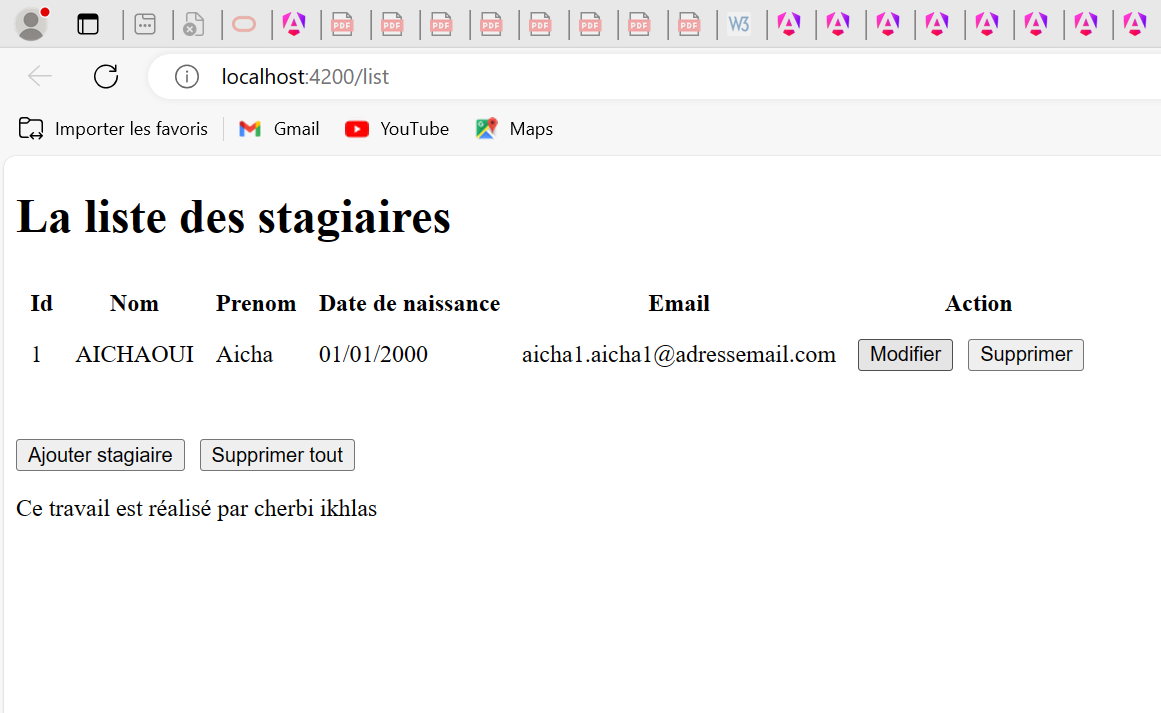 PDF PDF PDF PDF PDF PDF PDF PDF W3
localhost:4200/list
Importer les favoris Gmail YouTube Maps
La liste des stagiaires
Id Nom Prenom Date de naissance Email Action
1 AICHAOUI Aicha 01/01/2000 aicha1.aicha1@adressemail.com Modifier Supprimer
Ajouter stagiaire Supprimer tout
Ce travail est réalisé par cherbi ikhlas